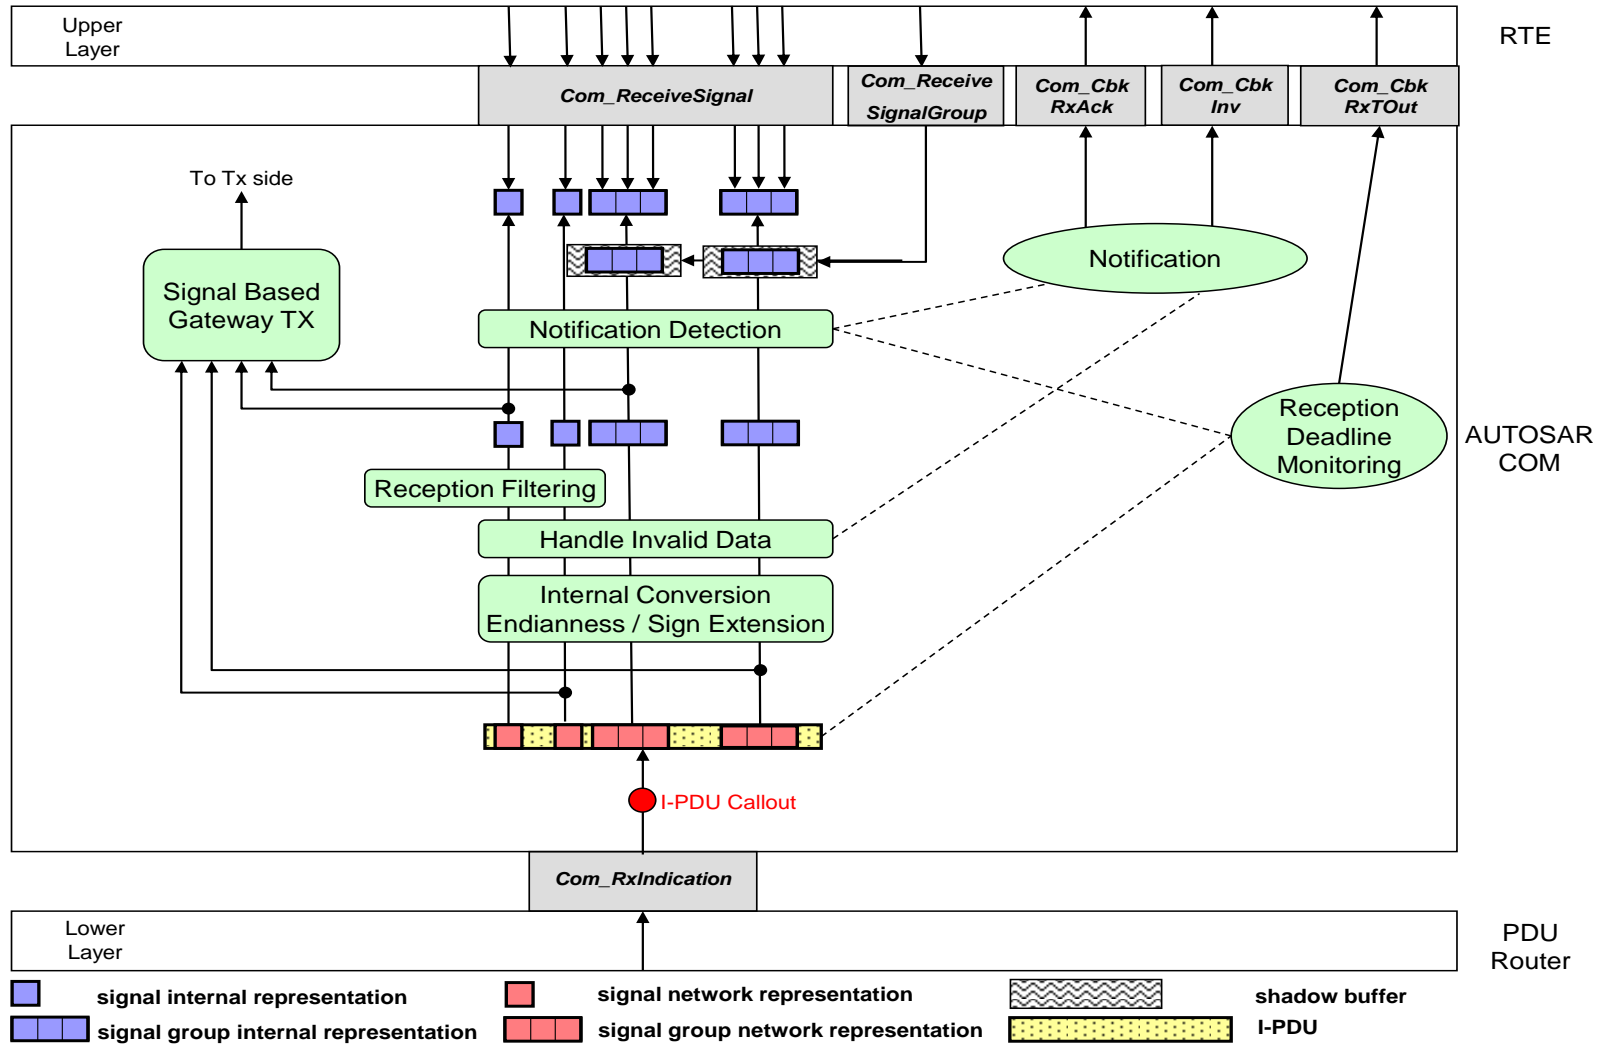 Upper
Layer
RTE
Com_ReceiveSignal
Com_Receive
SignalGroup
Com_Cbk
RxAck
Com_Cbk
Inv
Com_Cbk
RxTOut
To Tx side
Signal Based
Gateway TX
Notification
Notification Detection
Reception
Deadline
Monitoring
AUTOSAR
COM
Reception Filtering
Handle Invalid Data
Internal Conversion
Endianness / Sign Extension
I-PDU Callout
Com_RxIndication
Lower
Layer
PDU
Router
signal internal representation
signal network representation
shadow buffer
signal group internal representation
signal group network representation
I-PDU